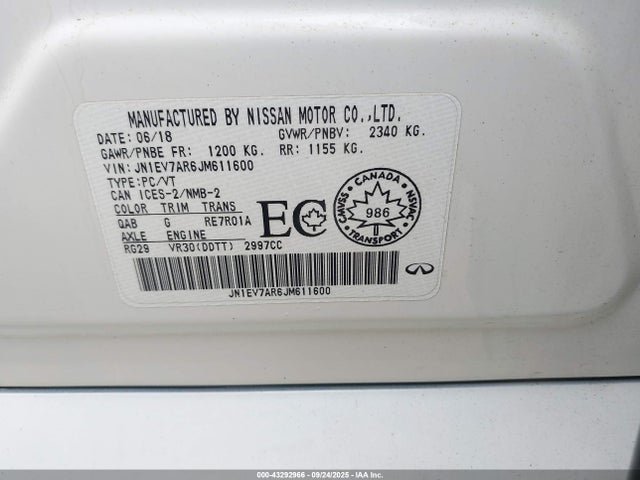 MANUFACTURED BY NISSAN MOTOR CO.,LTD.
DATE: 06/18 GVWR/PNBV: 2340 KG.
GAWR/PNBE FR: 1200 KG. RR: 1155 KG.
VIN: JN1EV7AR6JM611600
TYPE: PC/VT
CAN ICES-2/NMB-2
COLOR TRIM TRANS
QAB G RE7R01A
AXLE ENGINE
RG29 VR30(DDTT) 2997CC
EC
CANADA
CMVSS 986 NSVAC
TRANSPORT
JN1EV7AR6JM611600
000-43292966 - 09/24/2025 - IAA Inc.